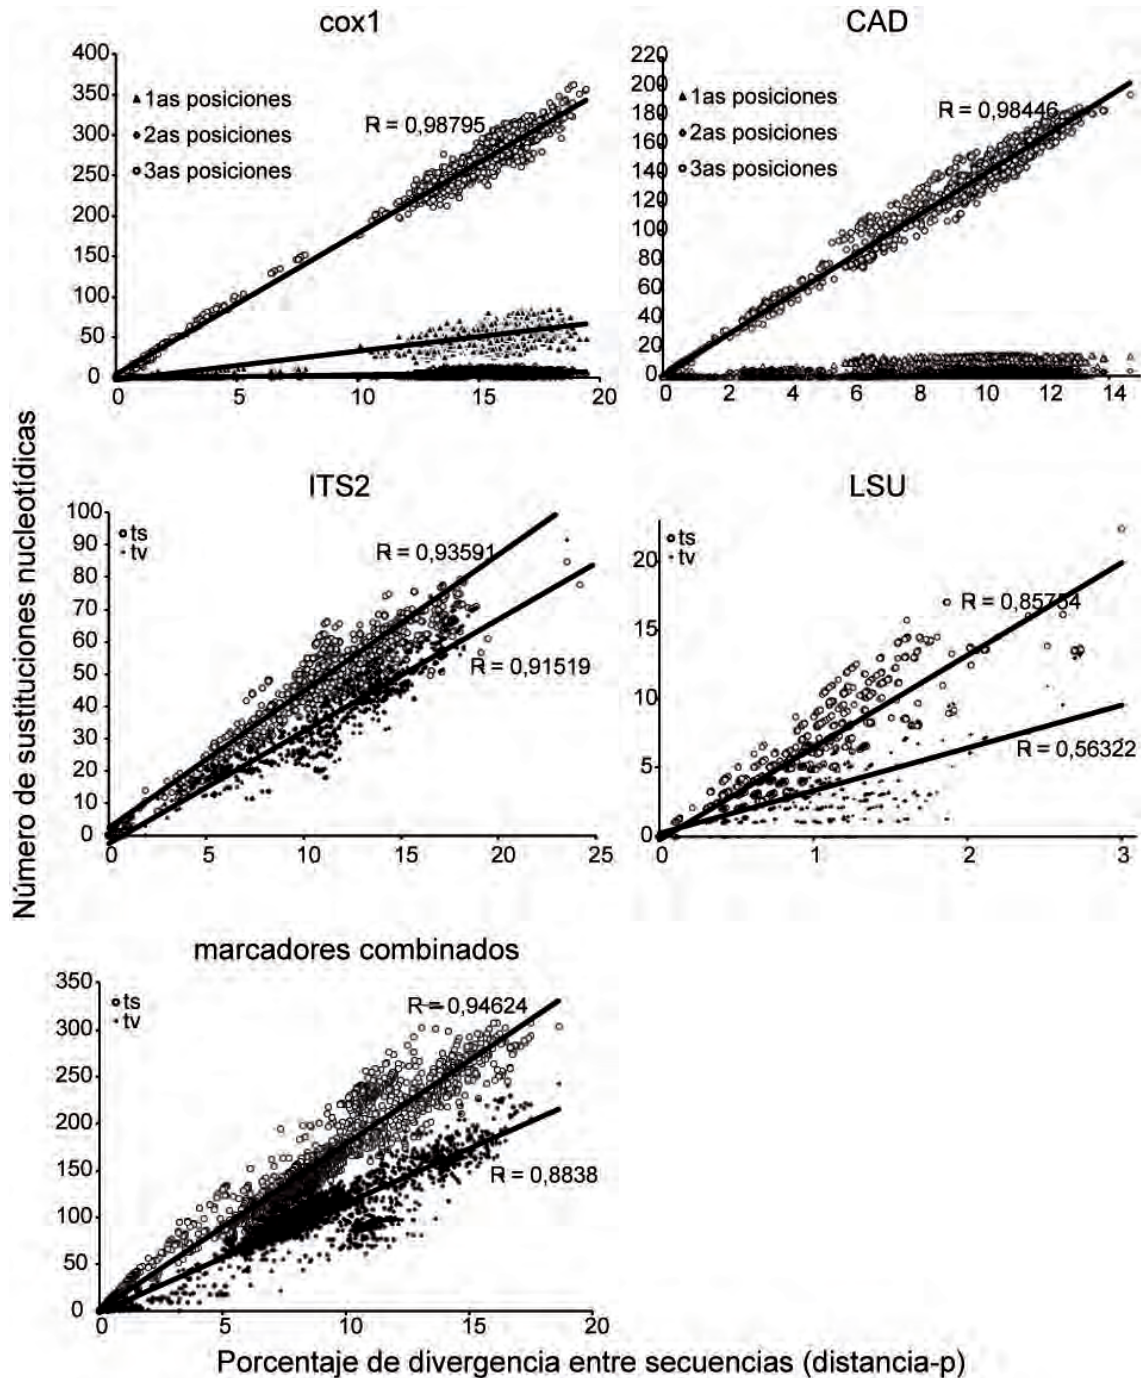 cox1
400
350
300
250
200
150
100
50
0
1as posiciones
2as posiciones
3as posiciones
R = 0,98795
0 5 10 15 20
CAD
220
200
180
160
140
120
100
80
60
40
20
0
1as posiciones
2as posiciones
3as posiciones
R = 0,98446
0 2 4 6 8 10 12 14
Número de sustituciones nucleotídicas
ITS2
100
90
80
70
60
50
40
30
20
10
0
ts
tv
R = 0,93591
R = 0,91519
0 5 10 15 20 25
LSU
20
15
10
5
0
ts
tv
R = 0,85754
R = 0,56322
0 1 2 3
marcadores combinados
350
300
250
200
150
100
50
0
ts
tv
R = 0,94624
R = 0,8838
0 5 10 15 20
Porcentaje de divergencia entre secuencias (distancia-p)